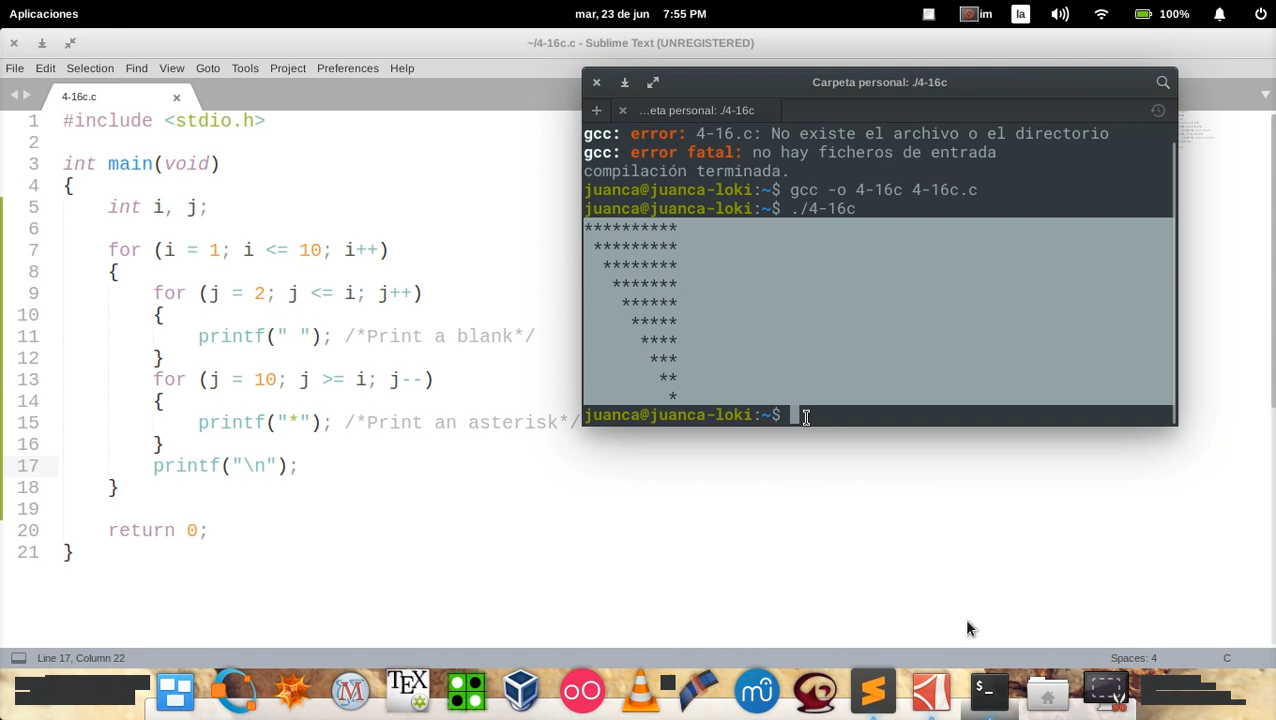 Aplicaciones
mar, 23 de jun 7:55 PM
im
la
100%
~/4-16c.c - Sublime Text (UNREGISTERED)
File Edit Selection Find View Goto Tools Project Preferences Help
4-16c.c
1 #include <stdio.h>
2
3 int main(void)
4 {
5 int i, j;
6
7 for (i = 1; i <= 10; i++)
8 {
9 for (j = 2; j <= i; j++)
10 {
11 printf(" "); /*Print a blank*/
12 }
13 for (j = 10; j >= i; j--)
14 {
15 printf("*"); /*Print an asterisk*/
16 }
17 printf("\n");
18 }
19
20 return 0;
21 }
Carpeta personal: ./4-16c
…eta personal: ./4-16c
gcc: error: 4-16.c: No existe el archivo o el directorio
gcc: error fatal: no hay ficheros de entrada
compilación terminada.
juanca@juanca-loki:~$ gcc -o 4-16c 4-16c.c
juanca@juanca-loki:~$ ./4-16c
**********
 *********
  ********
   *******
    ******
     *****
      ****
       ***
        **
         *
juanca@juanca-loki:~$
Line 17, Column 22
Spaces: 4
C
TEX